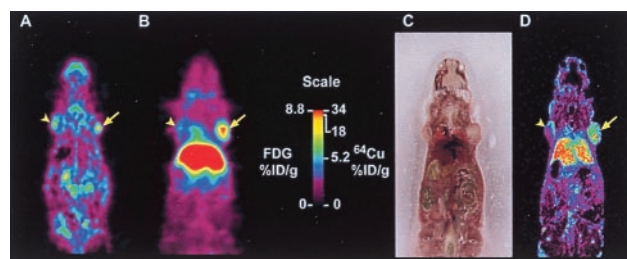 A
B
C
D
Scale
8.8 34
18
FDG 5.2 64Cu
%ID/g %ID/g
0 0